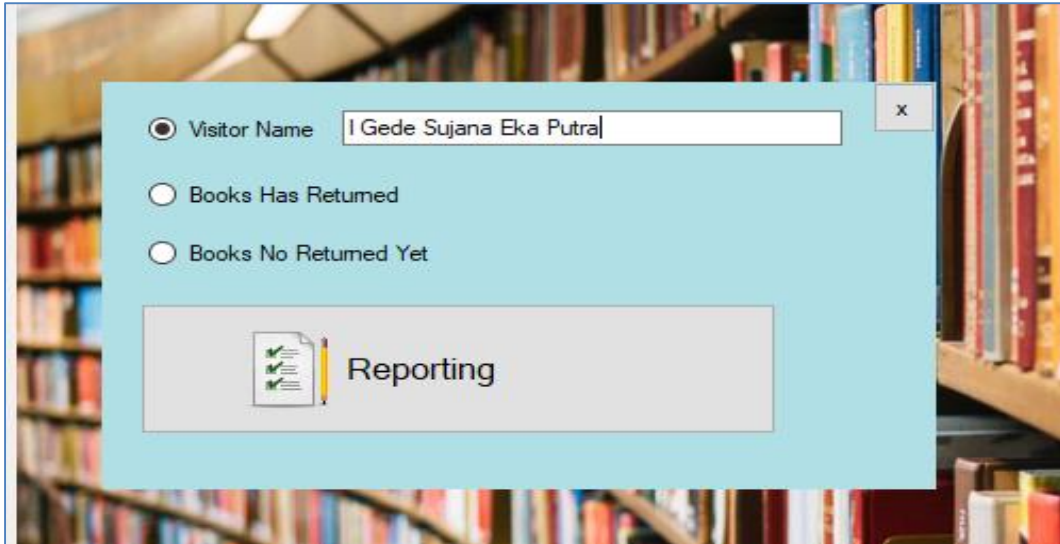 Visitor Name I Gede Sujana Eka Putra x
Books Has Returned
Books No Returned Yet
Reporting